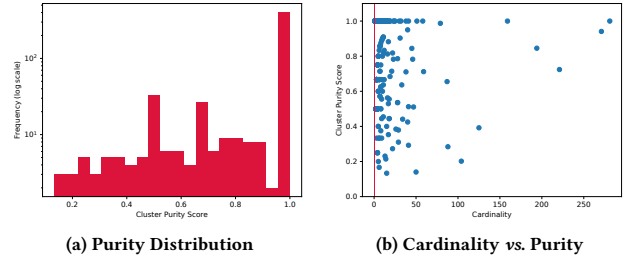 Frequency (log scale)
10²
10¹
0.2 0.4 0.6 0.8 1.0
Cluster Purity Score
(a) Purity Distribution
Cluster Purity Score
1.0
0.8
0.6
0.4
0.2
0.0
0 50 100 150 200 250
Cardinality
(b) Cardinality vs. Purity